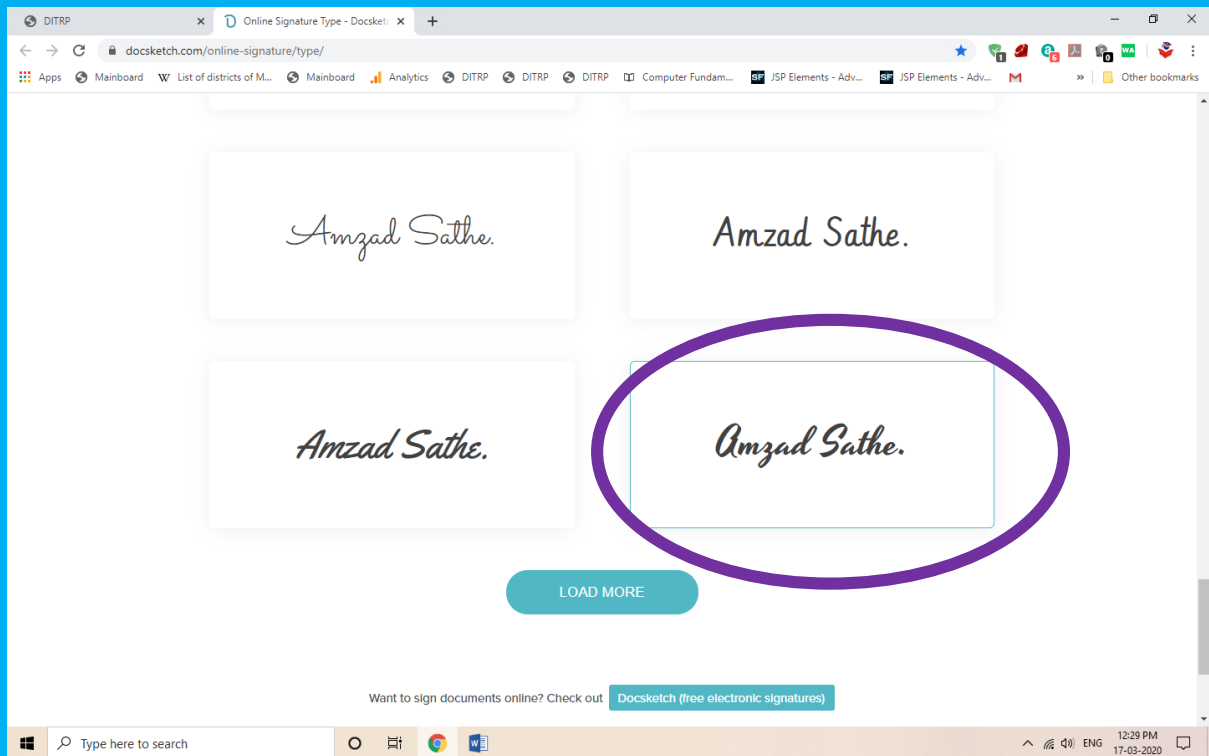 DITRP
Online Signature Type - Docsketc
docsketch.com/online-signature/type/
Apps Mainboard W List of districts of M... Mainboard Analytics DITRP DITRP DITRP Computer Fundam... SF JSP Elements - Adv... SF JSP Elements - Adv... M » Other bookmarks
Amzad Sathe. Amzad Sathe.
Amzad Sathe. Amzad Sathe.
LOAD MORE
Want to sign documents online? Check out Docsketch (free electronic signatures)
Type here to search
ENG
12:29 PM
17-03-2020